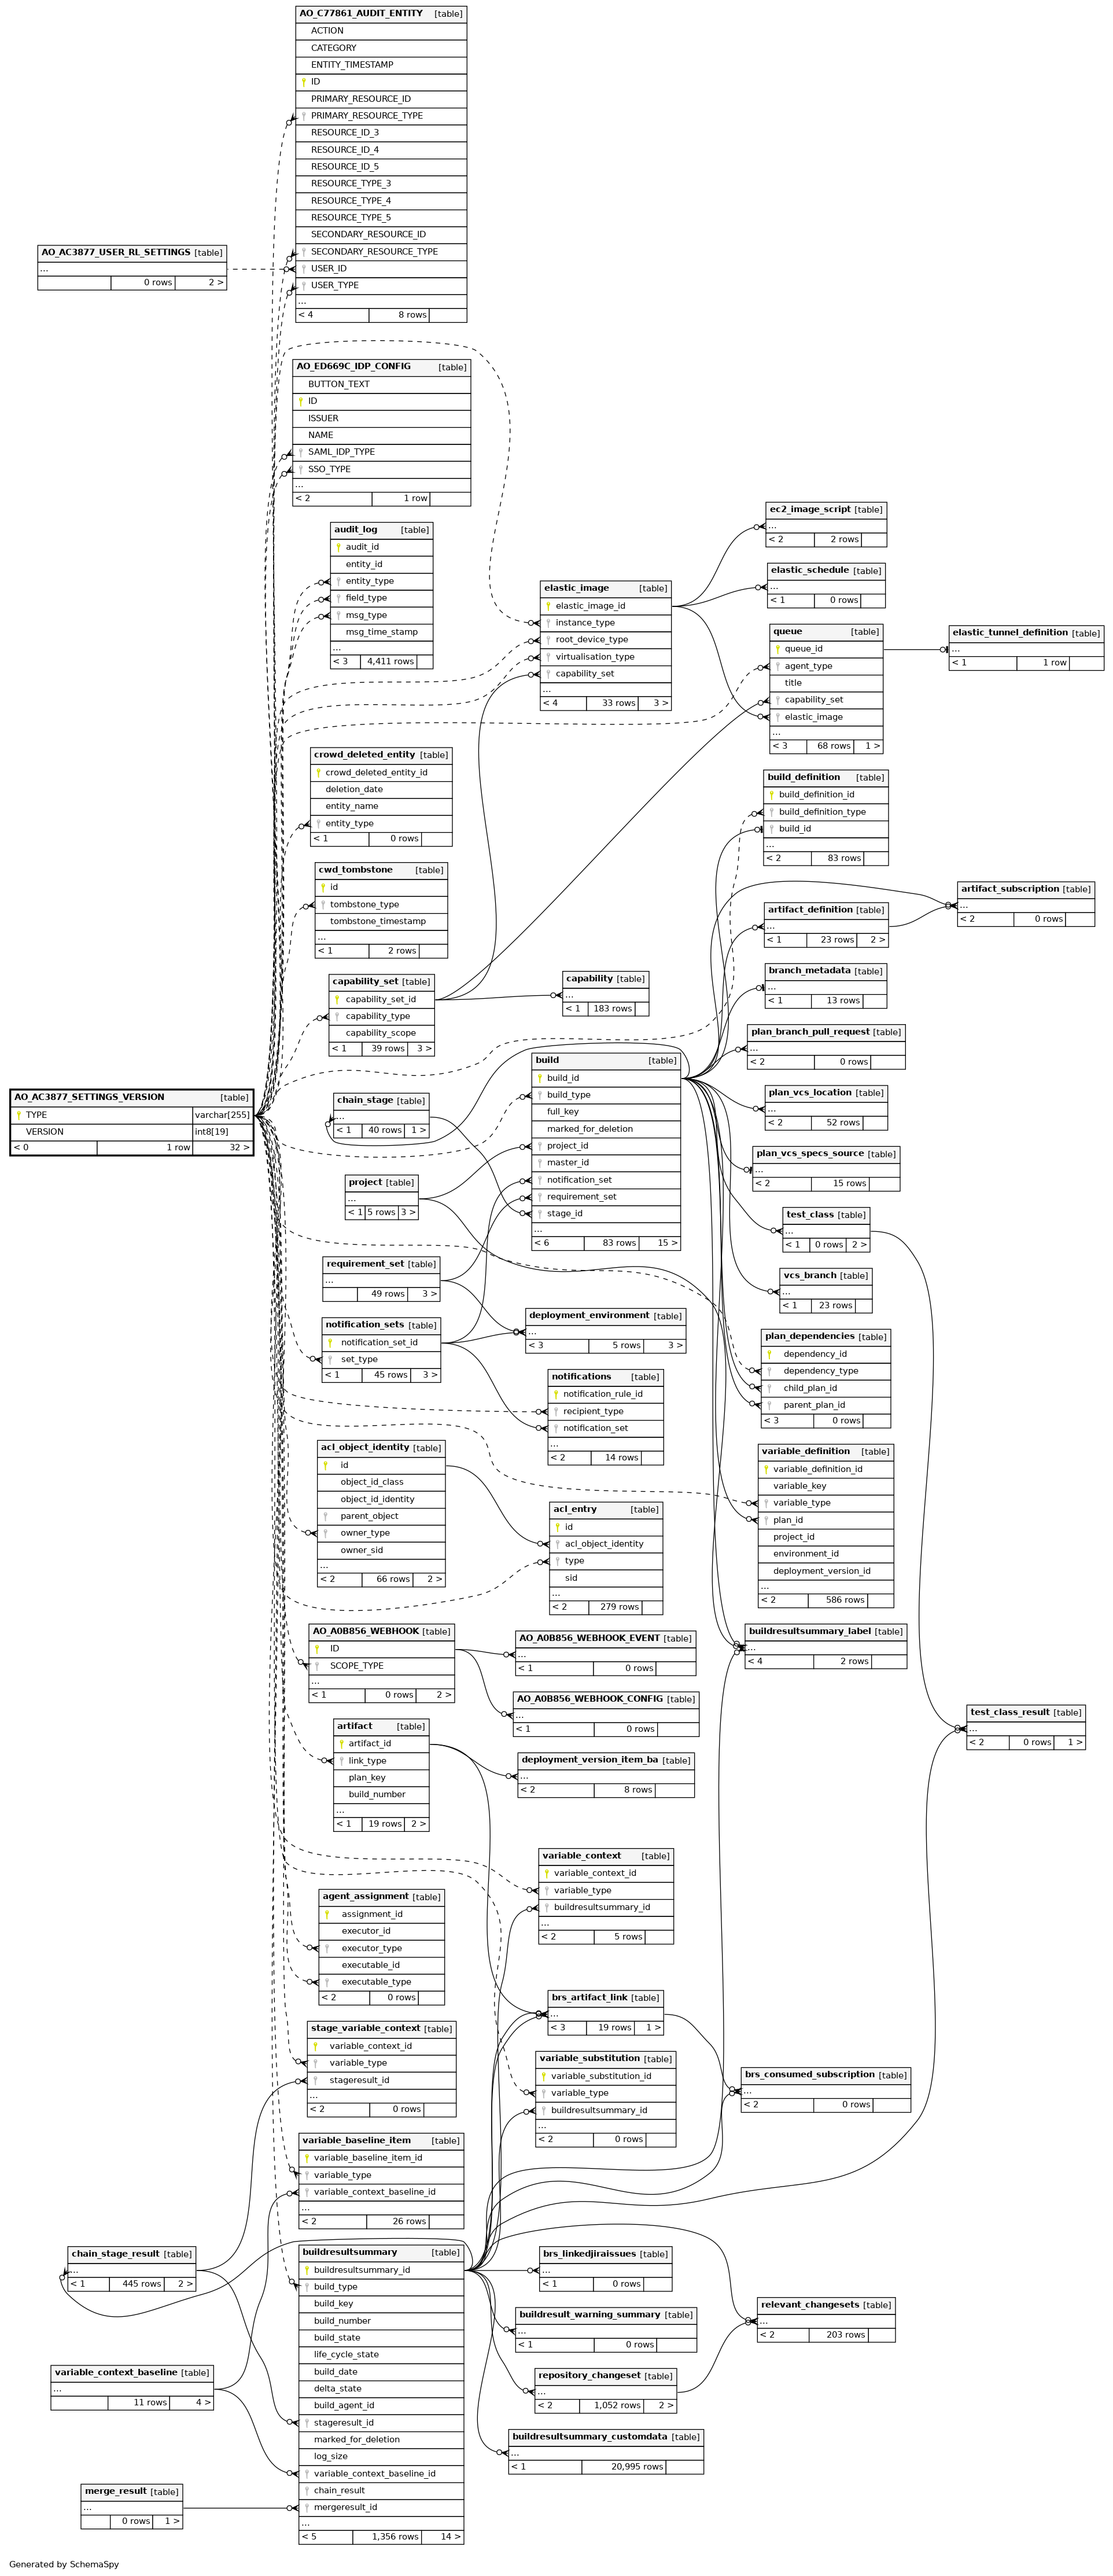 AO_C77861_AUDIT_ENTITY [table]
ACTION
CATEGORY
ENTITY_TIMESTAMP
ID
PRIMARY_RESOURCE_ID
PRIMARY_RESOURCE_TYPE
RESOURCE_ID_3
RESOURCE_ID_4
RESOURCE_ID_5
RESOURCE_TYPE_3
RESOURCE_TYPE_4
RESOURCE_TYPE_5
SECONDARY_RESOURCE_ID
SECONDARY_RESOURCE_TYPE
USER_ID
USER_TYPE
...
< 4 8 rows
AO_AC3877_USER_RL_SETTINGS [table]
...
0 rows 2 >
AO_ED669C_IDP_CONFIG [table]
BUTTON_TEXT
ID
ISSUER
NAME
SAML_IDP_TYPE
SSO_TYPE
...
< 2 1 row
audit_log [table]
audit_id
entity_id
entity_type
field_type
msg_type
msg_time_stamp
...
< 3 4,411 rows
elastic_image [table]
elastic_image_id
instance_type
root_device_type
virtualisation_type
capability_set
...
< 4 33 rows 3 >
ec2_image_script [table]
...
< 2 2 rows
elastic_schedule [table]
...
< 1 0 rows
queue [table]
queue_id
agent_type
title
capability_set
elastic_image
...
< 3 68 rows 1 >
elastic_tunnel_definition [table]
...
< 1 1 row
crowd_deleted_entity [table]
crowd_deleted_entity_id
deletion_date
entity_name
entity_type
< 1 0 rows
build_definition [table]
build_definition_id
build_definition_type
build_id
...
< 2 83 rows
cwd_tombstone [table]
id
tombstone_type
tombstone_timestamp
...
< 1 2 rows
artifact_definition [table]
...
< 1 23 rows 2 >
artifact_subscription [table]
...
< 2 0 rows
capability_set [table]
capability_set_id
capability_type
capability_scope
< 1 39 rows 3 >
capability [table]
...
< 1 183 rows
branch_metadata [table]
...
< 1 13 rows
plan_branch_pull_request [table]
...
< 2 0 rows
AO_AC3877_SETTINGS_VERSION [table]
TYPE varchar[255]
VERSION int8[19]
< 0 1 row 32 >
chain_stage [table]
...
< 1 40 rows 1 >
build [table]
build_id
build_type
full_key
marked_for_deletion
project_id
master_id
notification_set
requirement_set
stage_id
...
< 6 83 rows 15 >
plan_vcs_location [table]
...
< 2 52 rows
plan_vcs_specs_source [table]
...
< 2 15 rows
project [table]
...
< 1 5 rows 3 >
test_class [table]
...
< 1 0 rows 2 >
requirement_set [table]
...
49 rows 3 >
vcs_branch [table]
...
< 1 23 rows
notification_sets [table]
notification_set_id
set_type
< 1 45 rows 3 >
deployment_environment [table]
...
< 3 5 rows 3 >
plan_dependencies [table]
dependency_id
dependency_type
child_plan_id
parent_plan_id
< 3 0 rows
notifications [table]
notification_rule_id
recipient_type
notification_set
...
< 2 14 rows
acl_object_identity [table]
id
object_id_class
object_id_identity
parent_object
owner_type
owner_sid
...
< 2 66 rows 2 >
variable_definition [table]
variable_definition_id
variable_key
variable_type
plan_id
project_id
environment_id
deployment_version_id
...
< 2 586 rows
acl_entry [table]
id
acl_object_identity
type
sid
...
< 2 279 rows
AO_A0B856_WEBHOOK [table]
ID
SCOPE_TYPE
...
< 1 0 rows 2 >
AO_A0B856_WEBHOOK_EVENT [table]
...
< 1 0 rows
buildresultsummary_label [table]
...
< 4 2 rows
AO_A0B856_WEBHOOK_CONFIG [table]
...
< 1 0 rows
test_class_result [table]
...
< 2 0 rows 1 >
artifact [table]
artifact_id
link_type
plan_key
build_number
...
< 1 19 rows 2 >
deployment_version_item_ba [table]
...
< 2 8 rows
variable_context [table]
variable_context_id
variable_type
buildresultsummary_id
...
< 2 5 rows
agent_assignment [table]
assignment_id
executor_id
executor_type
executable_id
executable_type
< 2 0 rows
brs_artifact_link [table]
...
< 3 19 rows 1 >
stage_variable_context [table]
variable_context_id
variable_type
stageresult_id
...
< 2 0 rows
variable_substitution [table]
variable_substitution_id
variable_type
buildresultsummary_id
...
< 2 0 rows
brs_consumed_subscription [table]
...
< 2 0 rows
variable_baseline_item [table]
variable_baseline_item_id
variable_type
variable_context_baseline_id
...
< 2 26 rows
chain_stage_result [table]
...
< 1 445 rows 2 >
buildresultsummary [table]
buildresultsummary_id
build_type
build_key
build_number
build_state
life_cycle_state
build_date
delta_state
build_agent_id
stageresult_id
marked_for_deletion
log_size
variable_context_baseline_id
chain_result
mergeresult_id
...
< 5 1,356 rows 14 >
brs_linkedjiraissues [table]
...
< 1 0 rows
buildresult_warning_summary [table]
...
< 1 0 rows
relevant_changesets [table]
...
< 2 203 rows
variable_context_baseline [table]
...
11 rows 4 >
repository_changeset [table]
...
< 2 1,052 rows 2 >
buildresultsummary_customdata [table]
...
< 1 20,995 rows
merge_result [table]
...
0 rows 1 >
Generated by SchemaSpy